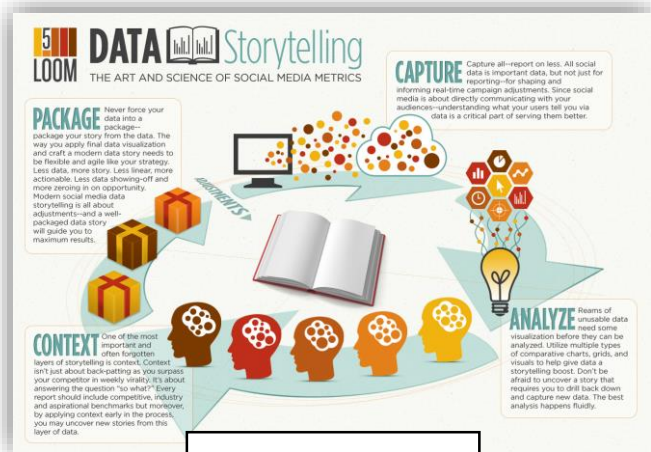 5
LOOM
DATA Storytelling
THE ART AND SCIENCE OF SOCIAL MEDIA METRICS
CAPTURE Capture all--report on less. All social
data is important data, but not just for
reporting--for shaping and
informing real-time campaign adjustments. Since
social media is about directly communicating with your
audiences--understanding what your users tell you via
data is a critical part of serving them better.
PACKAGE Never force your
data into a
package--
package your story from the data. The
way you apply final data visualization
and craft a modern data story needs to
be flexible and agile like your strategy.
Less data, more story. Less linear, more
actionable. Less data showing-off and
more zeroing in on opportunity.
Modern social media data
storytelling is all about
adjustments--and a well-
packaged data story
will guide you to
maximum results.
ADJUSTMENTS
ANALYZE Reams of
unusable data
need some
visualization before they can be
analyzed. Utilize multiple types
of comparative charts, grids, and
visuals to help give data a
storytelling boost. Don't be
afraid to uncover a story that
requires you to drill back down
and capture new data. The best
analysis happens fluidly.
CONTEXT One of the most
important and
often forgotten
layers of storytelling is context. Context
isn't just about back-patting as you surpass
your competitor in weekly virality. It's about
answering the question "so what?" Every
report should include competitive, industry
and aspirational benchmarks but moreover,
by applying context early in the process,
you may uncover new stories from this
layer of data.